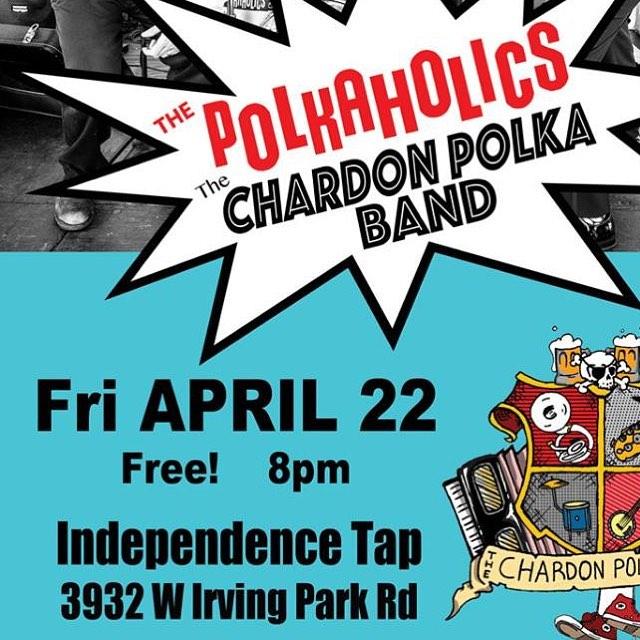 THE POLKAHOLICS
The CHARDON POLKA
BAND
Fri APRIL 22
Free! 8pm
Independence Tap
3932 W Irving Park Rd
THE CHARDON PO